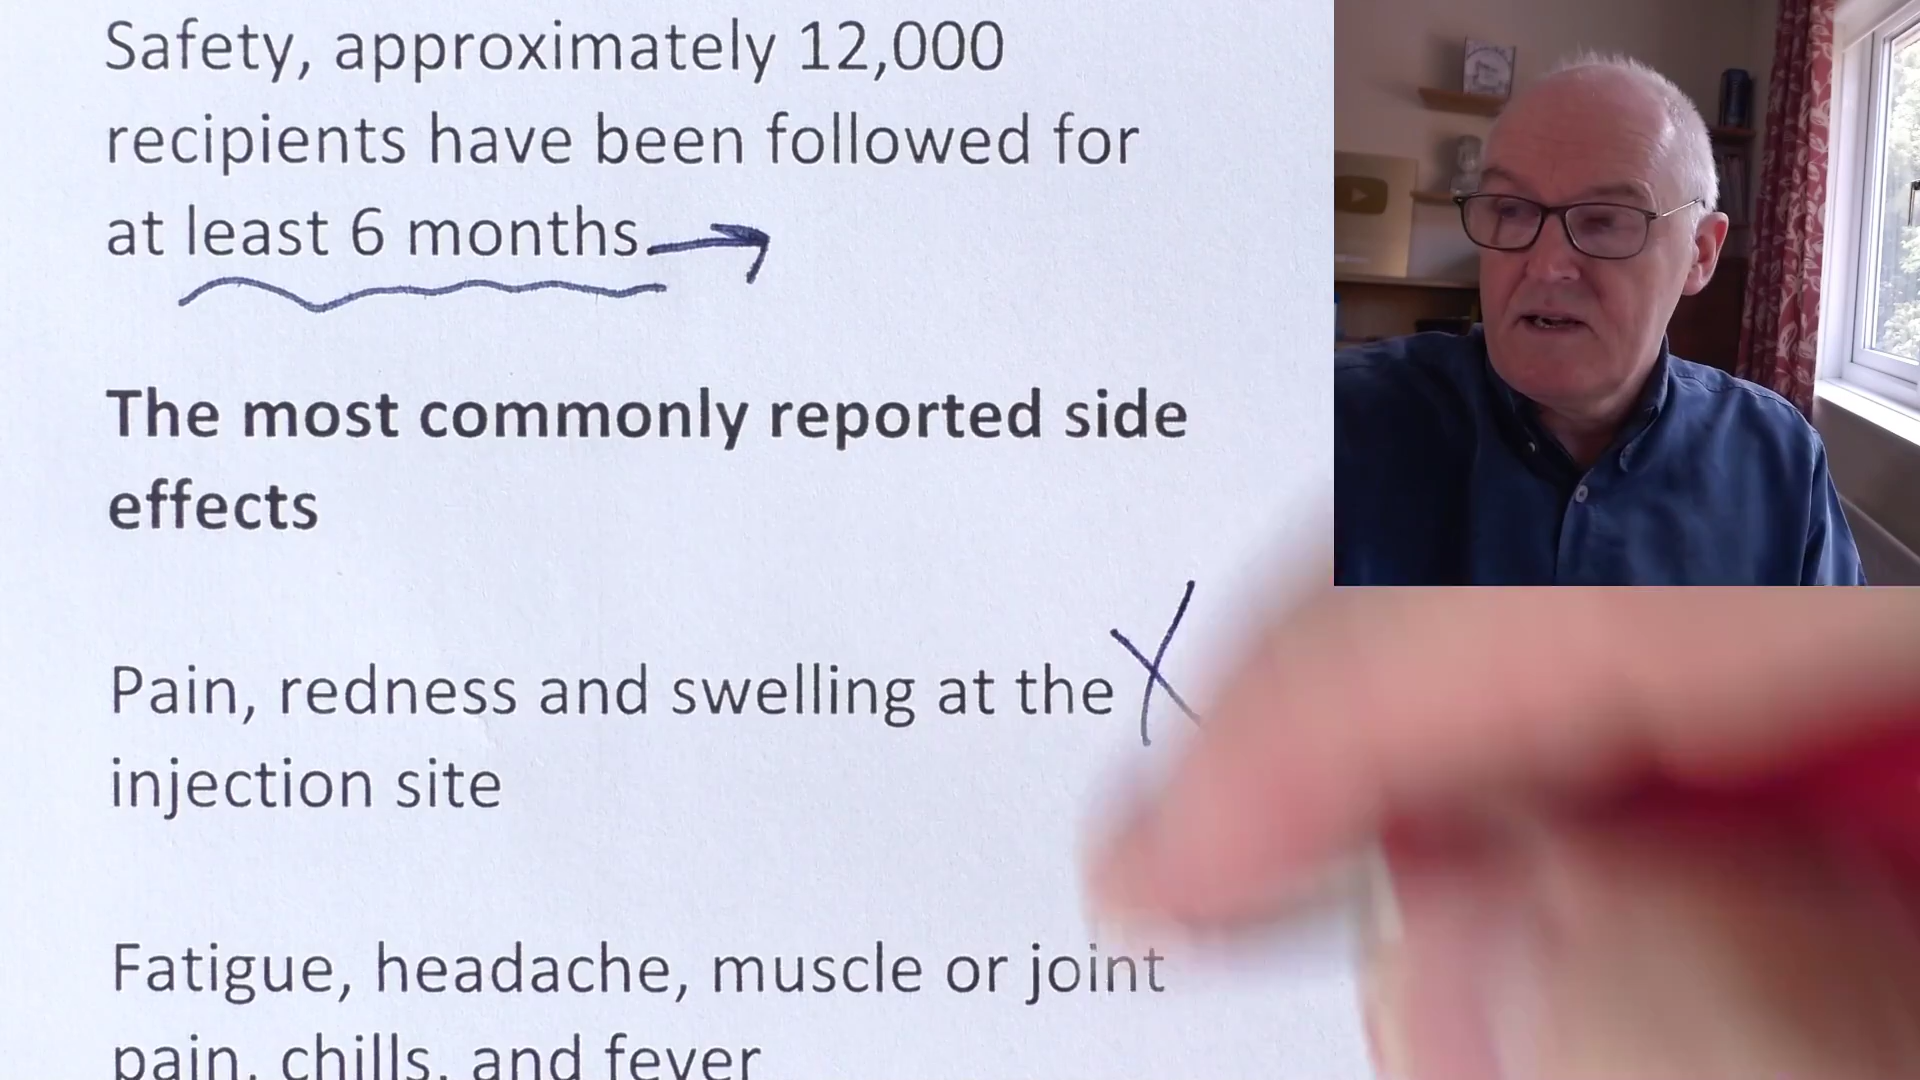 Safety, approximately 12,000
recipients have been followed for
at least 6 months.
The most commonly reported side
effects
Pain, redness and swelling at the
injection site
Fatigue, headache, muscle or joint
pain, chills, and fever